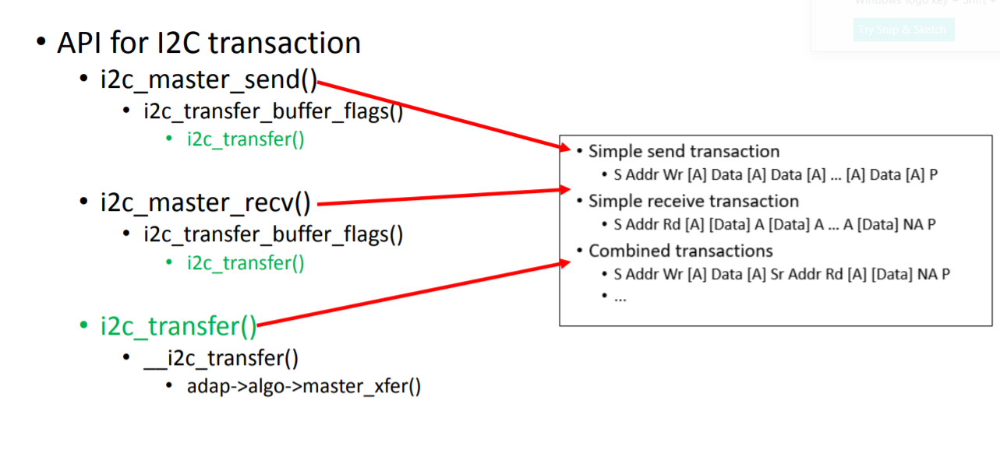 Windows logo key + Shift +
Try Snip & Sketch
• API for I2C transaction
• i2c_master_send()
• i2c_transfer_buffer_flags()
• i2c_transfer()
• i2c_master_recv()
• i2c_transfer_buffer_flags()
• i2c_transfer()
• i2c_transfer()
• __i2c_transfer()
• adap->algo->master_xfer()
• Simple send transaction
• S Addr Wr [A] Data [A] Data [A] ... [A] Data [A] P
• Simple receive transaction
• S Addr Rd [A] [Data] A [Data] A ... A [Data] NA P
• Combined transactions
• S Addr Wr [A] Data [A] Sr Addr Rd [A] [Data] NA P
• ...